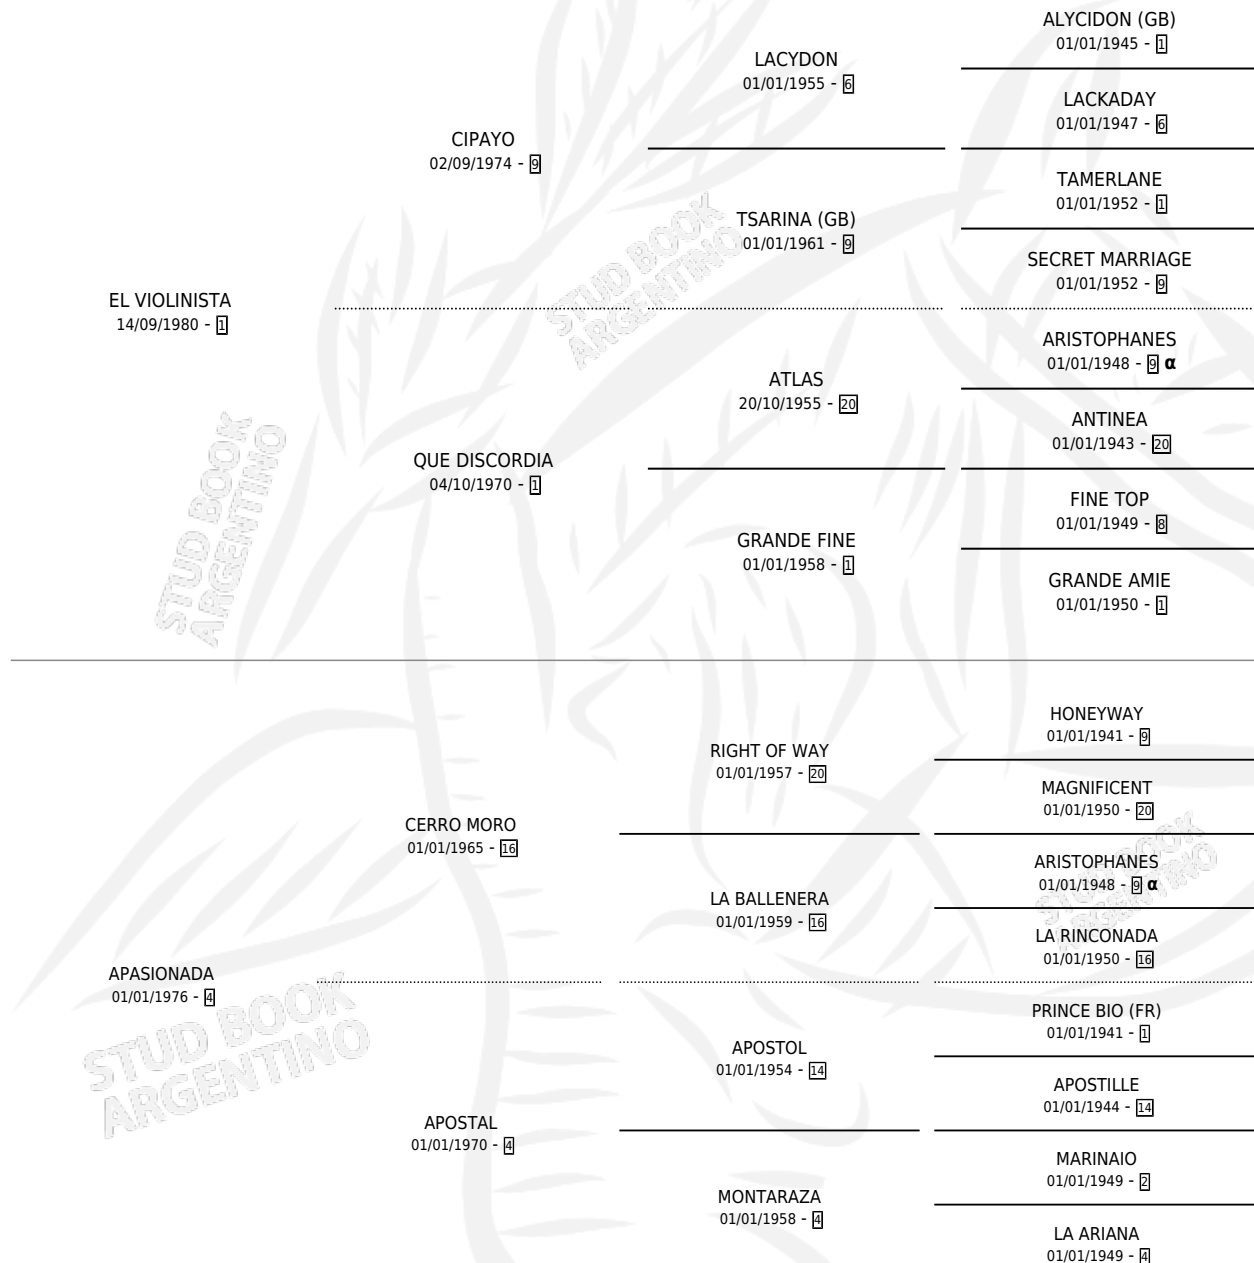 ALYCIDON (GB)
01/01/1945 - 1
LACYDON
01/01/1955 - 6
LACKADAY
01/01/1947 - 6
CIPAYO
02/09/1974 - 9
TAMERLANE
01/01/1952 - 1
TSARINA (GB)
01/01/1961 - 9
SECRET MARRIAGE
01/01/1952 - 9
STUD BOOK
ARGENTINO
EL VIOLINISTA
14/09/1980 - 1
ARISTOPHANES
01/01/1948 - 9 α
ATLAS
20/10/1955 - 20
ANTINEA
01/01/1943 - 20
QUE DISCORDIA
04/10/1970 - 1
FINE TOP
01/01/1949 - 8
GRANDE FINE
01/01/1958 - 1
GRANDE AMIE
01/01/1950 - 1
STUD BOOK
ARGENTINO
HONEYWAY
01/01/1941 - 9
RIGHT OF WAY
01/01/1957 - 20
MAGNIFICENT
01/01/1950 - 20
CERRO MORO
01/01/1965 - 16
ARISTOPHANES
01/01/1948 - 9 α
LA BALLENERA
01/01/1959 - 16
LA RINCONADA
01/01/1950 - 16
STUD BOOK
ARGENTINO
APASIONADA
01/01/1976 - 4
PRINCE BIO (FR)
01/01/1941 - 1
APOSTOL
01/01/1954 - 14
APOSTILLE
01/01/1944 - 14
STUD BOOK
ARGENTINO
APOSTAL
01/01/1970 - 4
MARINAIO
01/01/1949 - 2
MONTARAZA
01/01/1958 - 4
LA ARIANA
01/01/1949 - 4